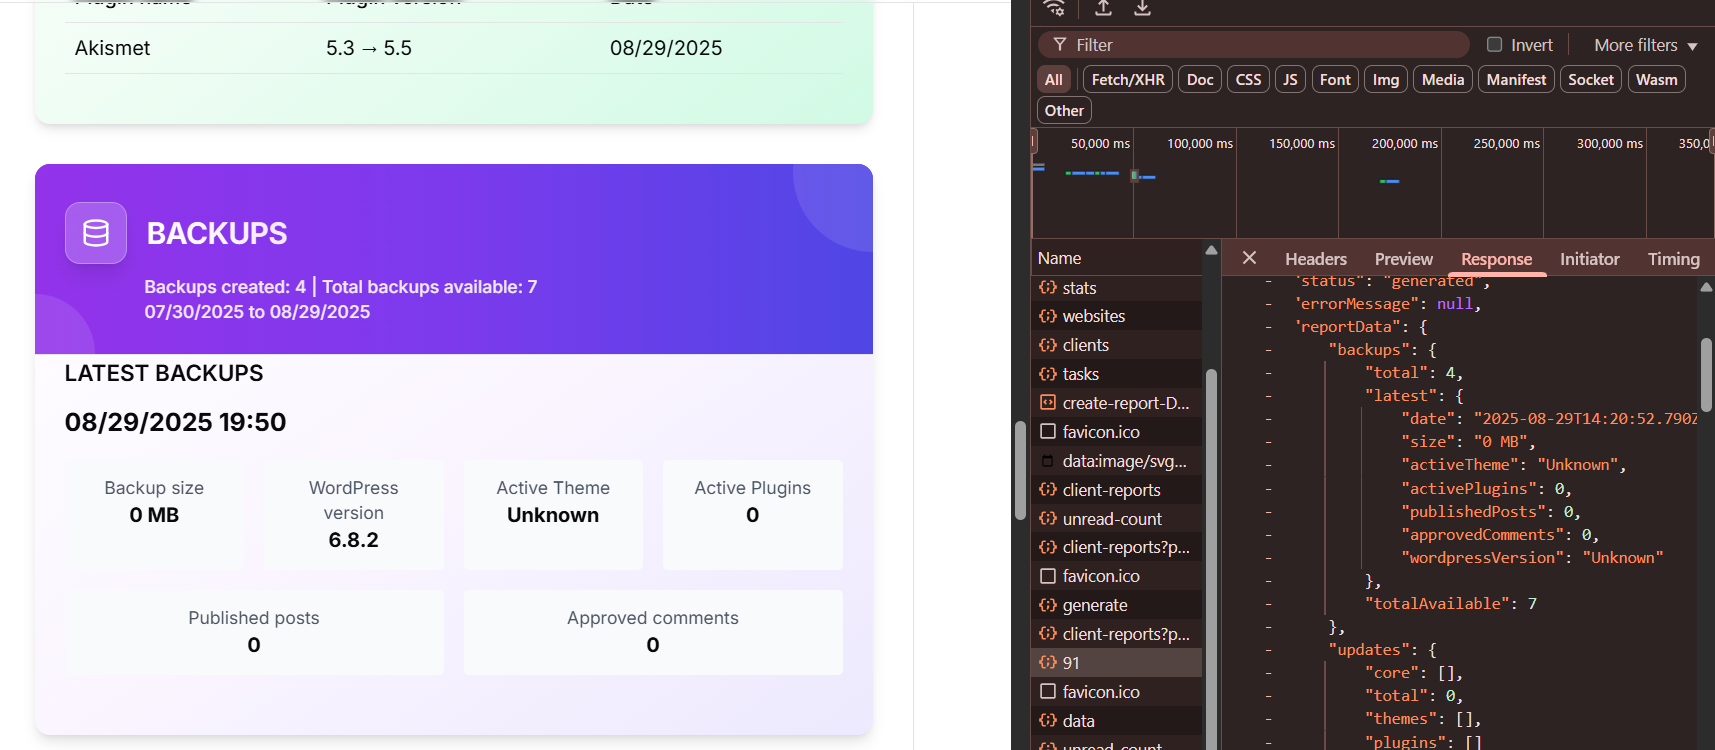 Plugin name Plugin version Date
Akismet 5.3 → 5.5 08/29/2025
BACKUPS
Backups created: 4 | Total backups available: 7
07/30/2025 to 08/29/2025
LATEST BACKUPS
08/29/2025 19:50
Backup size
0 MB
WordPress
version
6.8.2
Active Theme
Unknown
Active Plugins
0
Published posts
0
Approved comments
0
Filter
Invert
More filters
All Fetch/XHR Doc CSS JS Font Img Media Manifest Socket Wasm
Other
50,000 ms 100,000 ms 150,000 ms 200,000 ms 250,000 ms 300,000 ms 350,0
Name
stats
websites
clients
tasks
create-report-D...
favicon.ico
data:image/svg...
client-reports
unread-count
client-reports?p...
favicon.ico
generate
client-reports?p...
91
favicon.ico
data
unread-count
Headers Preview Response Initiator Timing
- "status": "generated",
- "errorMessage": null,
- "reportData": {
- "backups": {
- "total": 4,
- "latest": {
- "date": "2025-08-29T14:20:52.790Z
- "size": "0 MB",
- "activeTheme": "Unknown",
- "activePlugins": 0,
- "publishedPosts": 0,
- "approvedComments": 0,
- "wordpressVersion": "Unknown"
- },
- "totalAvailable": 7
- },
- "updates": {
- "core": [],
- "total": 0,
- "themes": [],
- "plugins": []